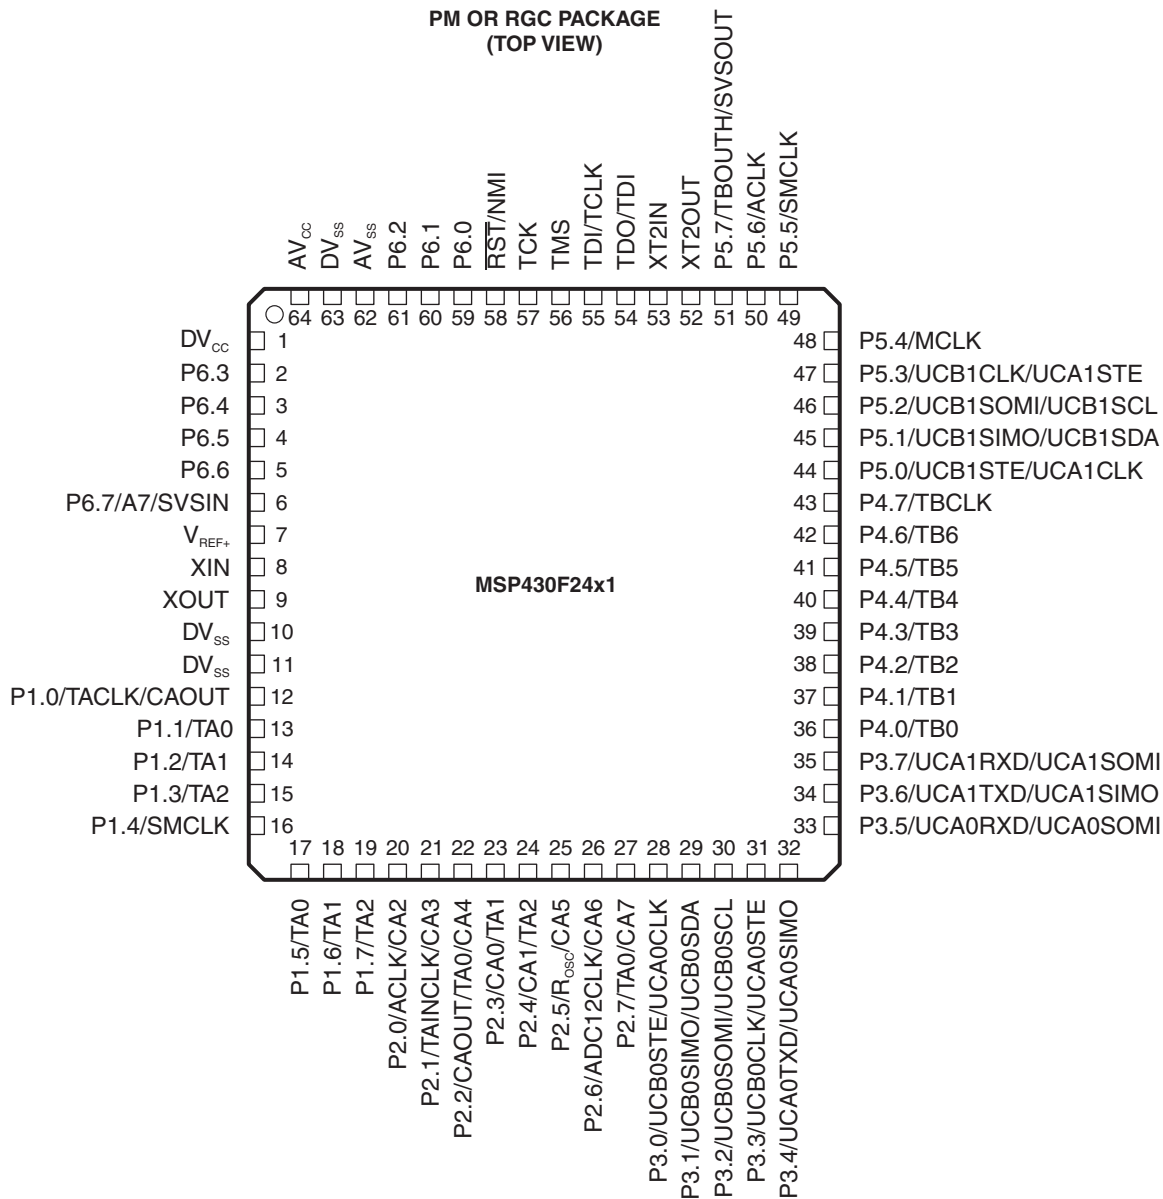 PM OR RGC PACKAGE
(TOP VIEW)
AVCC
DVSS
AVSS
P6.2
P6.1
P6.0
RST/NMI
TCK
TMS
TDI/TCLK
TDO/TDI
XT2IN
XT2OUT
P5.7/TBOUTH/SVSOUT
P5.6/ACLK
P5.5/SMCLK
64 63 62 61 60 59 58 57 56 55 54 53 52 51 50 49
DVCC 1
P6.3 2
P6.4 3
P6.5 4
P6.6 5
P6.7/A7/SVSIN 6
VREF+ 7
XIN 8
XOUT 9
DVSS 10
DVSS 11
P1.0/TACLK/CAOUT 12
P1.1/TA0 13
P1.2/TA1 14
P1.3/TA2 15
P1.4/SMCLK 16
MSP430F24x1
48 P5.4/MCLK
47 P5.3/UCB1CLK/UCA1STE
46 P5.2/UCB1SOMI/UCB1SCL
45 P5.1/UCB1SIMO/UCB1SDA
44 P5.0/UCB1STE/UCA1CLK
43 P4.7/TBCLK
42 P4.6/TB6
41 P4.5/TB5
40 P4.4/TB4
39 P4.3/TB3
38 P4.2/TB2
37 P4.1/TB1
36 P4.0/TB0
35 P3.7/UCA1RXD/UCA1SOMI
34 P3.6/UCA1TXD/UCA1SIMO
33 P3.5/UCA0RXD/UCA0SOMI
17 18 19 20 21 22 23 24 25 26 27 28 29 30 31 32
P1.5/TA0
P1.6/TA1
P1.7/TA2
P2.0/ACLK/CA2
P2.1/TAINCLK/CA3
P2.2/CAOUT/TA0/CA4
P2.3/CA0/TA1
P2.4/CA1/TA2
P2.5/ROSC/CA5
P2.6/ADC12CLK/CA6
P2.7/TA0/CA7
P3.0/UCB0STE/UCA0CLK
P3.1/UCB0SIMO/UCB0SDA
P3.2/UCB0SOMI/UCB0SCL
P3.3/UCB0CLK/UCA0STE
P3.4/UCA0TXD/UCA0SIMO